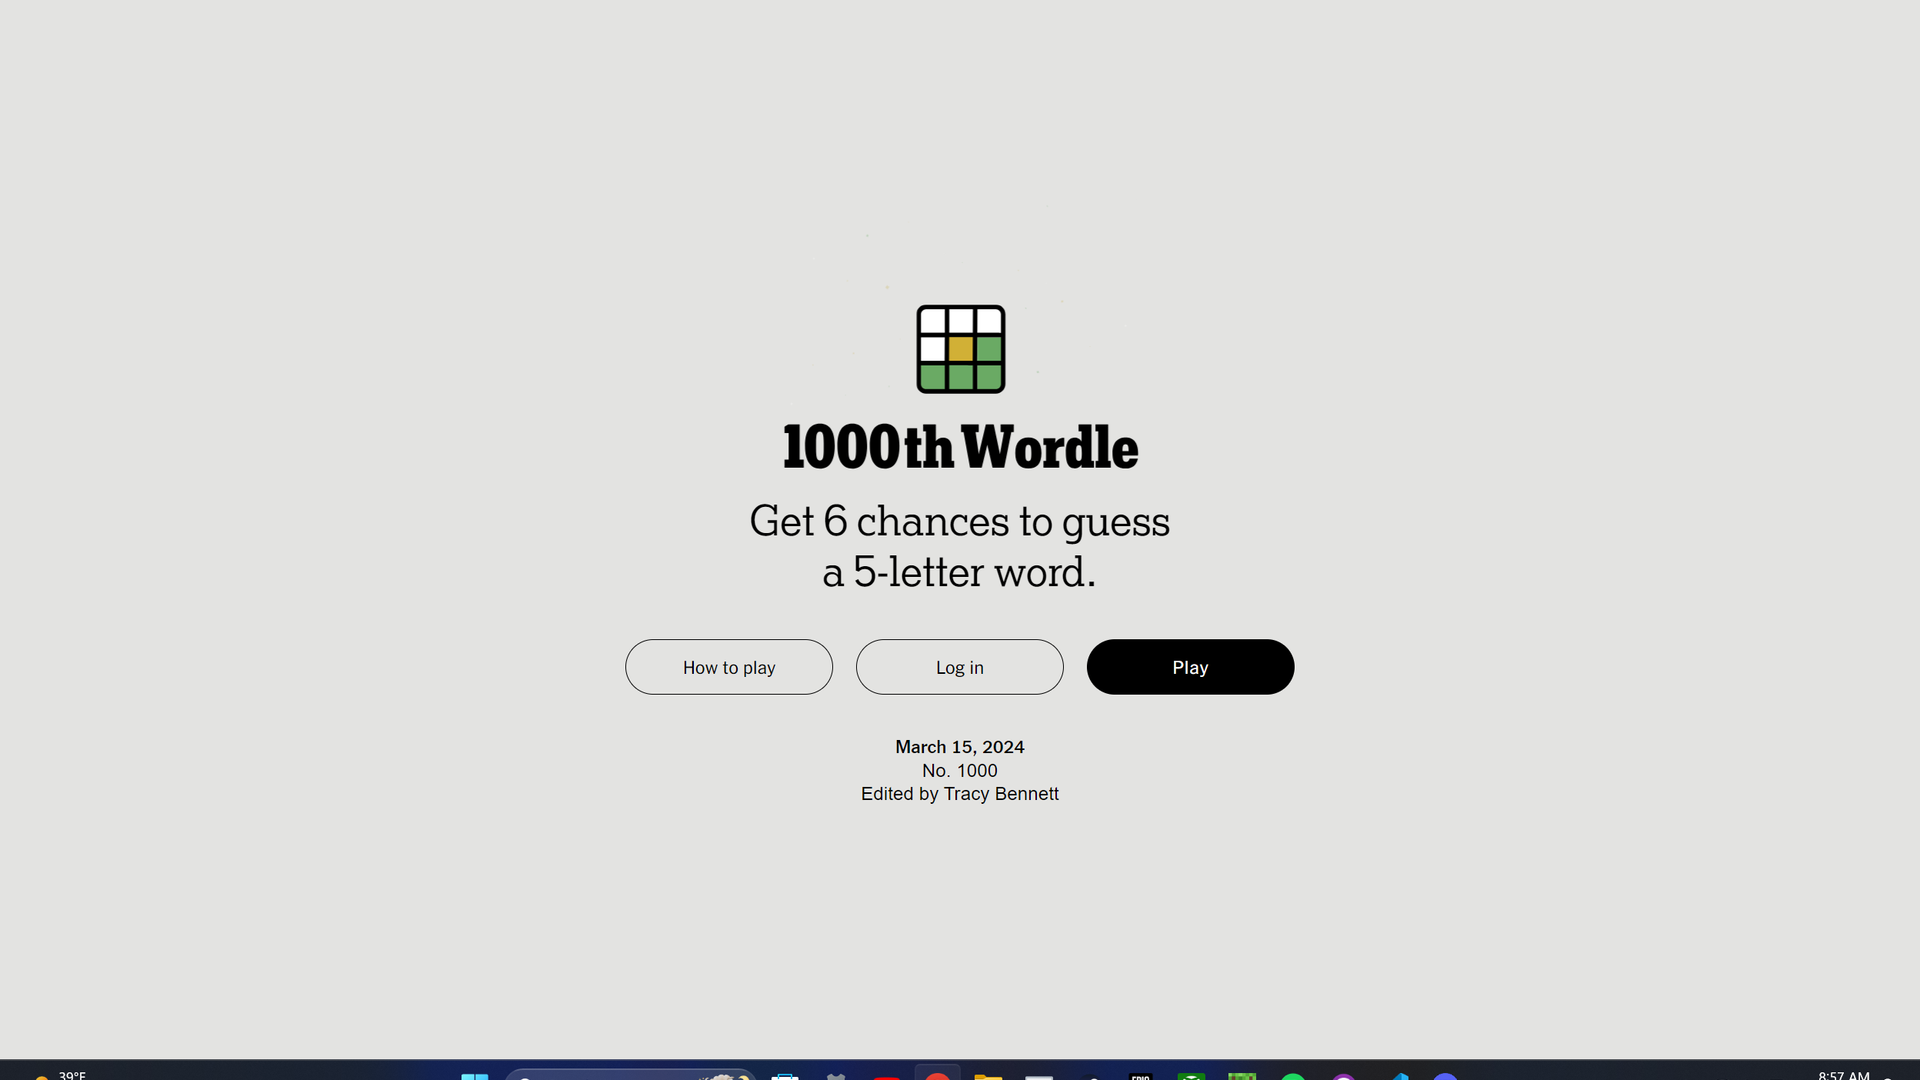 1000th Wordle
Get 6 chances to guess
a 5-letter word.
How to play
Log in
Play
March 15, 2024
No. 1000
Edited by Tracy Bennett
39°F
EPIC
8:57 AM